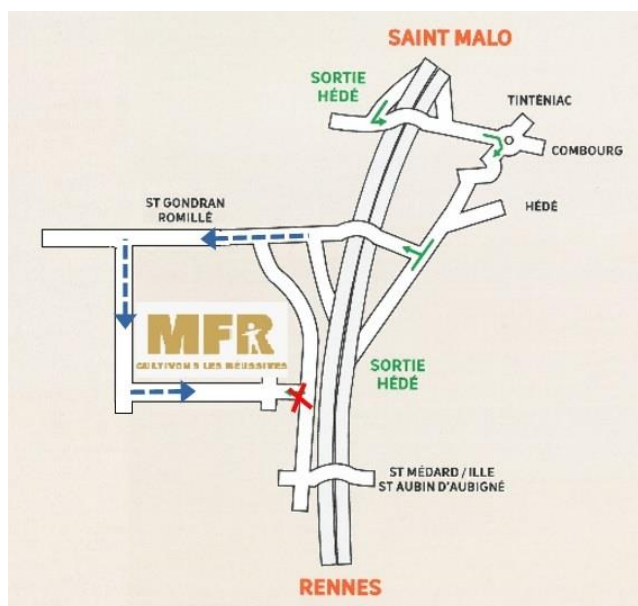 SAINT MALO
SORTIE
HÉDÉ
TINTÉNIAC
COMBOURG
HÉDÉ
ST GONDRAN
ROMILLÉ
MFR
CULTIVONS LES RÉUSSITES
SORTIE
HÉDÉ
ST MÉDARD / ILLE
ST AUBIN D'AUBIGNÉ
RENNES